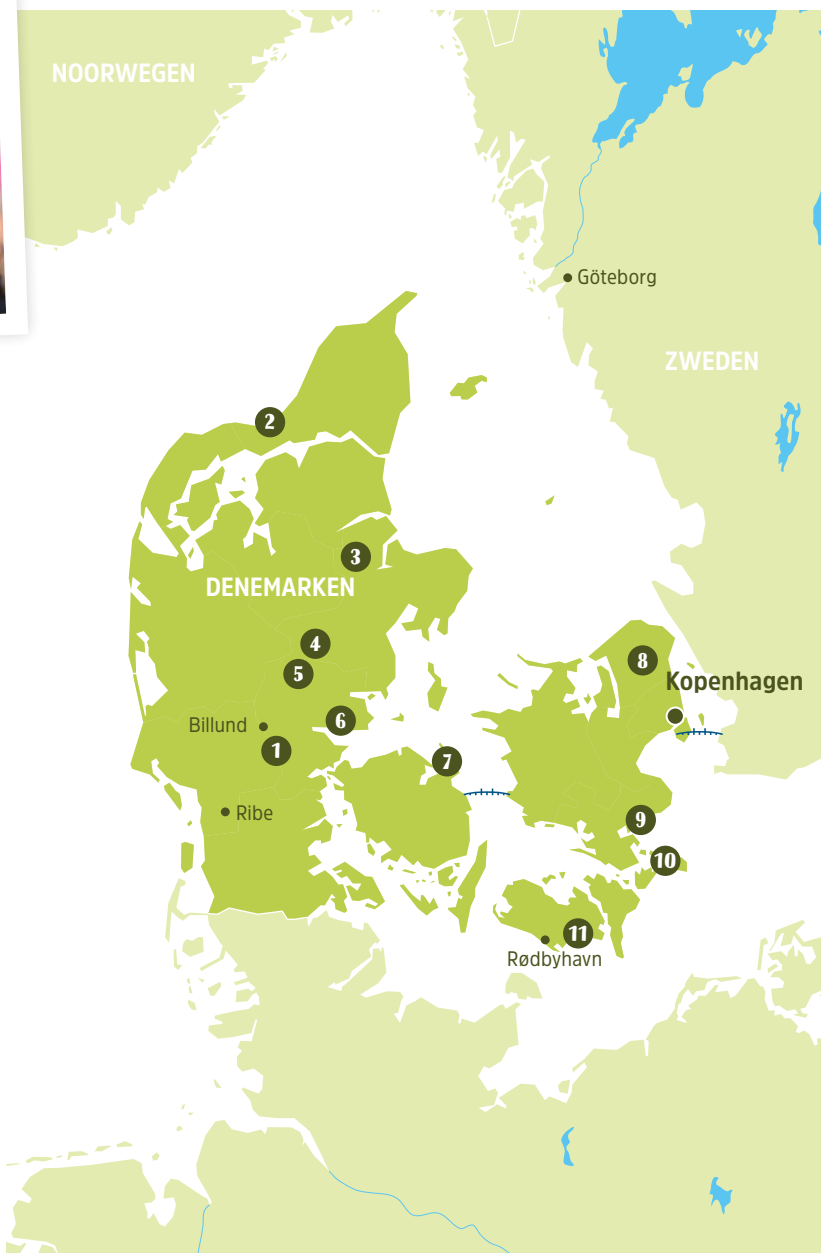 NOORWEGEN
Göteborg
ZWEDEN
2
3
DENEMARKEN
4
8
5
Kopenhagen
6
Billund
1
7
Ribe
9
10
11
Rødbyhavn